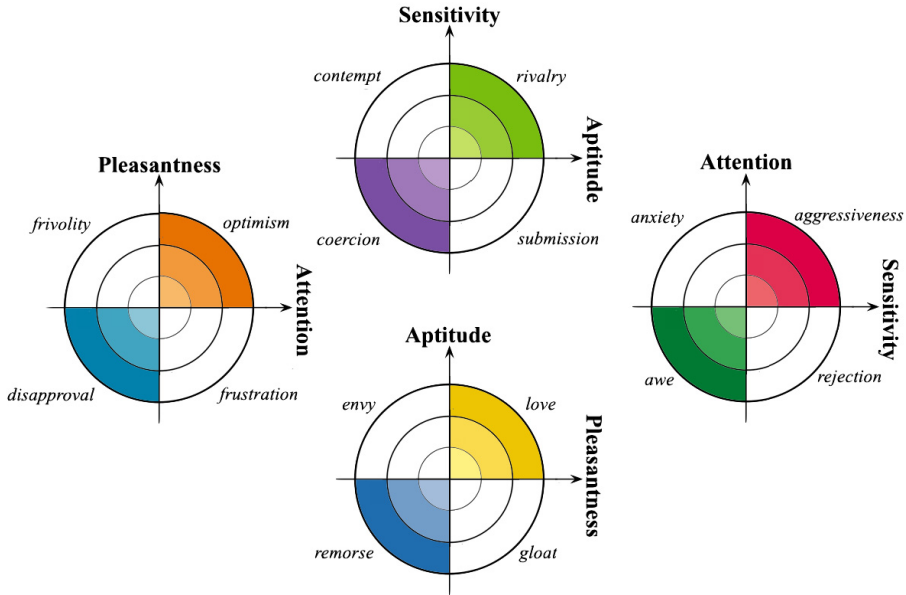 Sensitivity
contempt
rivalry
Aptitude
coercion
submission
Pleasantness
frivolity
optimism
Attention
disapproval
frustration
Attention
anxiety
aggressiveness
Sensitivity
awe
rejection
Aptitude
envy
love
Pleasantness
remorse
gloat